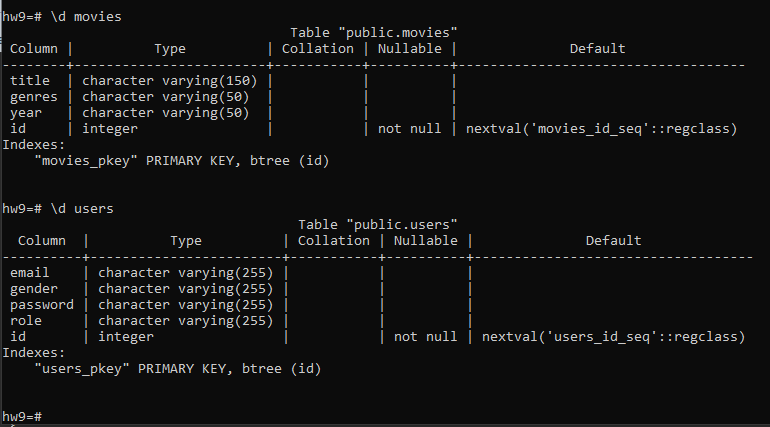 hw9=# \d movies
                                    Table "public.movies"
 Column |          Type          | Collation | Nullable |              Default
--------+------------------------+-----------+----------+------------------------------------
 title  | character varying(150) |           |          |
 genres | character varying(50)  |           |          |
 year   | character varying(50)  |           |          |
 id     | integer                |           | not null | nextval('movies_id_seq'::regclass)
Indexes:
    "movies_pkey" PRIMARY KEY, btree (id)
hw9=# \d users
                                     Table "public.users"
  Column  |          Type          | Collation | Nullable |              Default
----------+------------------------+-----------+----------+-----------------------------------
 email    | character varying(255) |           |          |
 gender   | character varying(255) |           |          |
 password | character varying(255) |           |          |
 role     | character varying(255) |           |          |
 id       | integer                |           | not null | nextval('users_id_seq'::regclass)
Indexes:
    "users_pkey" PRIMARY KEY, btree (id)
hw9=#